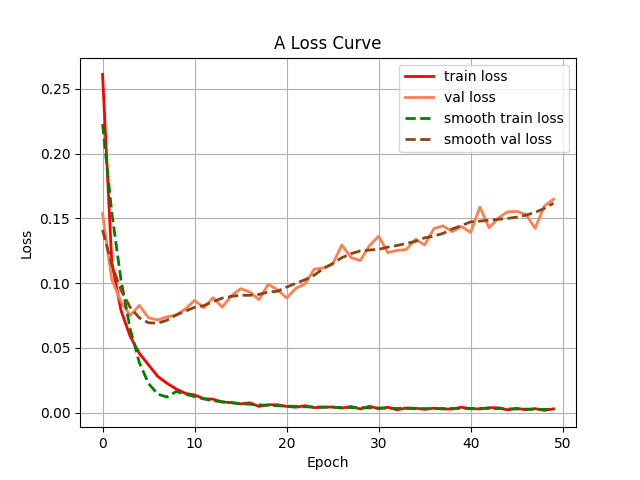 A Loss Curve
train loss
val loss
smooth train loss
smooth val loss
0.25
0.20
0.15
0.10
0.05
0.00
Loss
0 10 20 30 40 50
Epoch